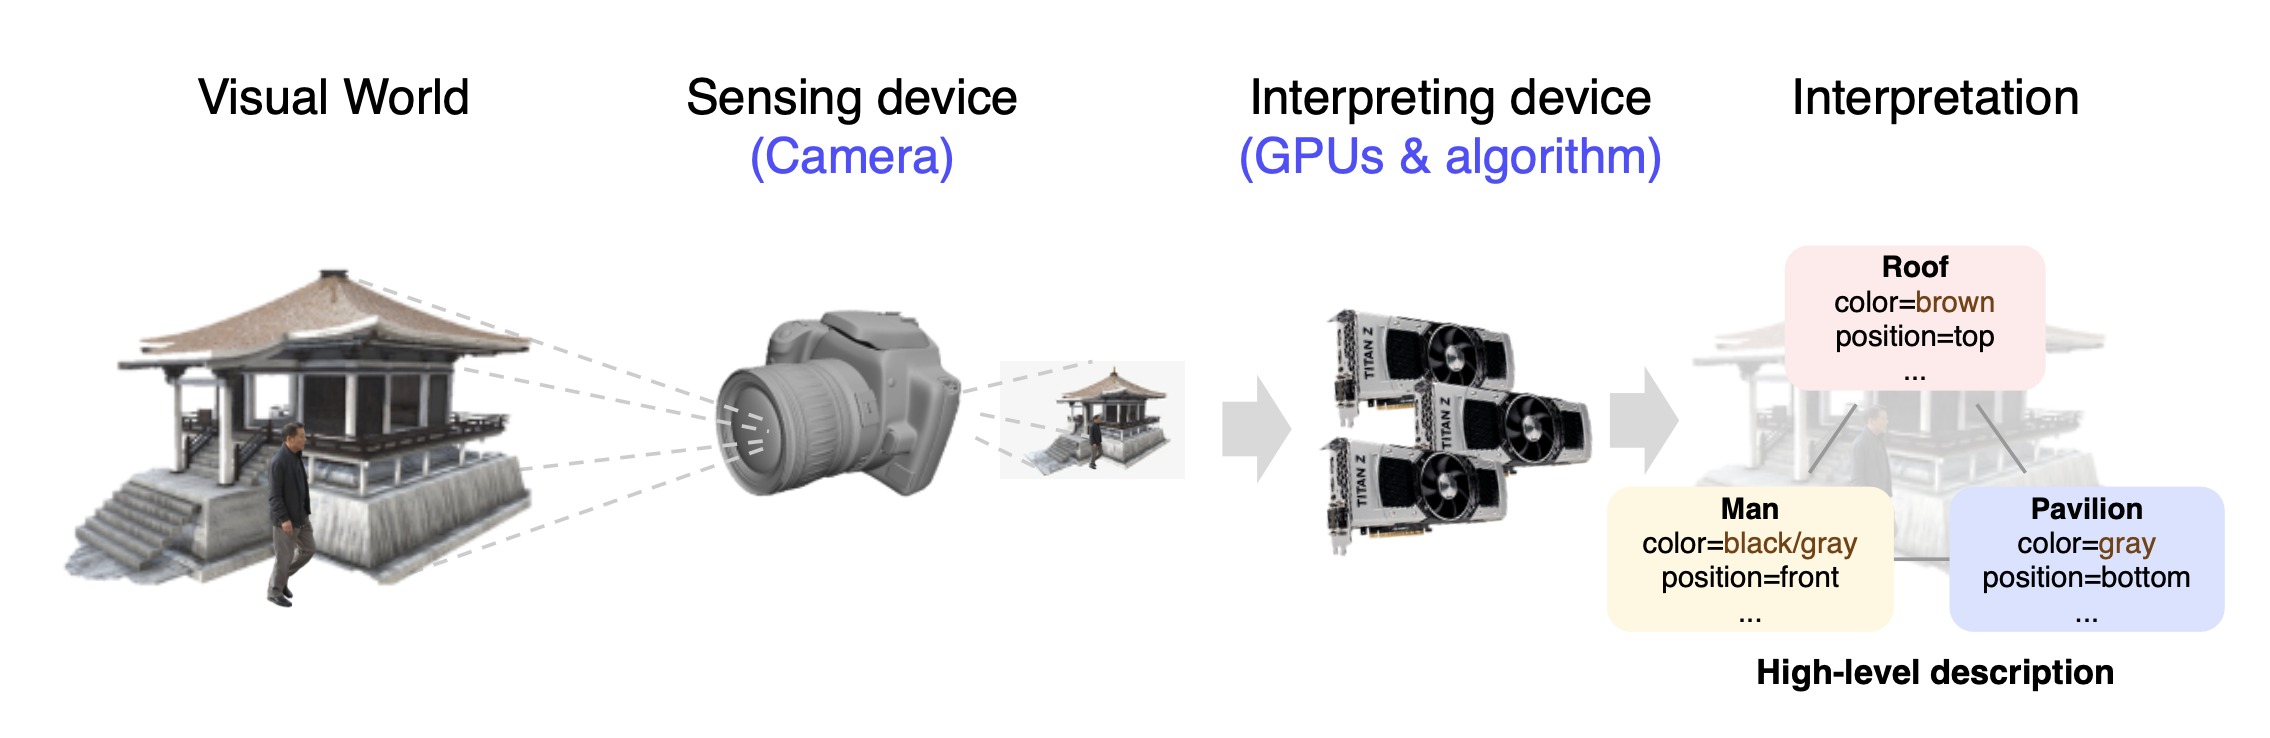 Visual World
Sensing device
(Camera)
Interpreting device
(GPUs & algorithm)
Interpretation
TITAN Z
TITAN Z
TITAN Z
Roof
color=brown
position=top
...
Man
color=black/gray
position=front
...
Pavilion
color=gray
position=bottom
...
High-level description